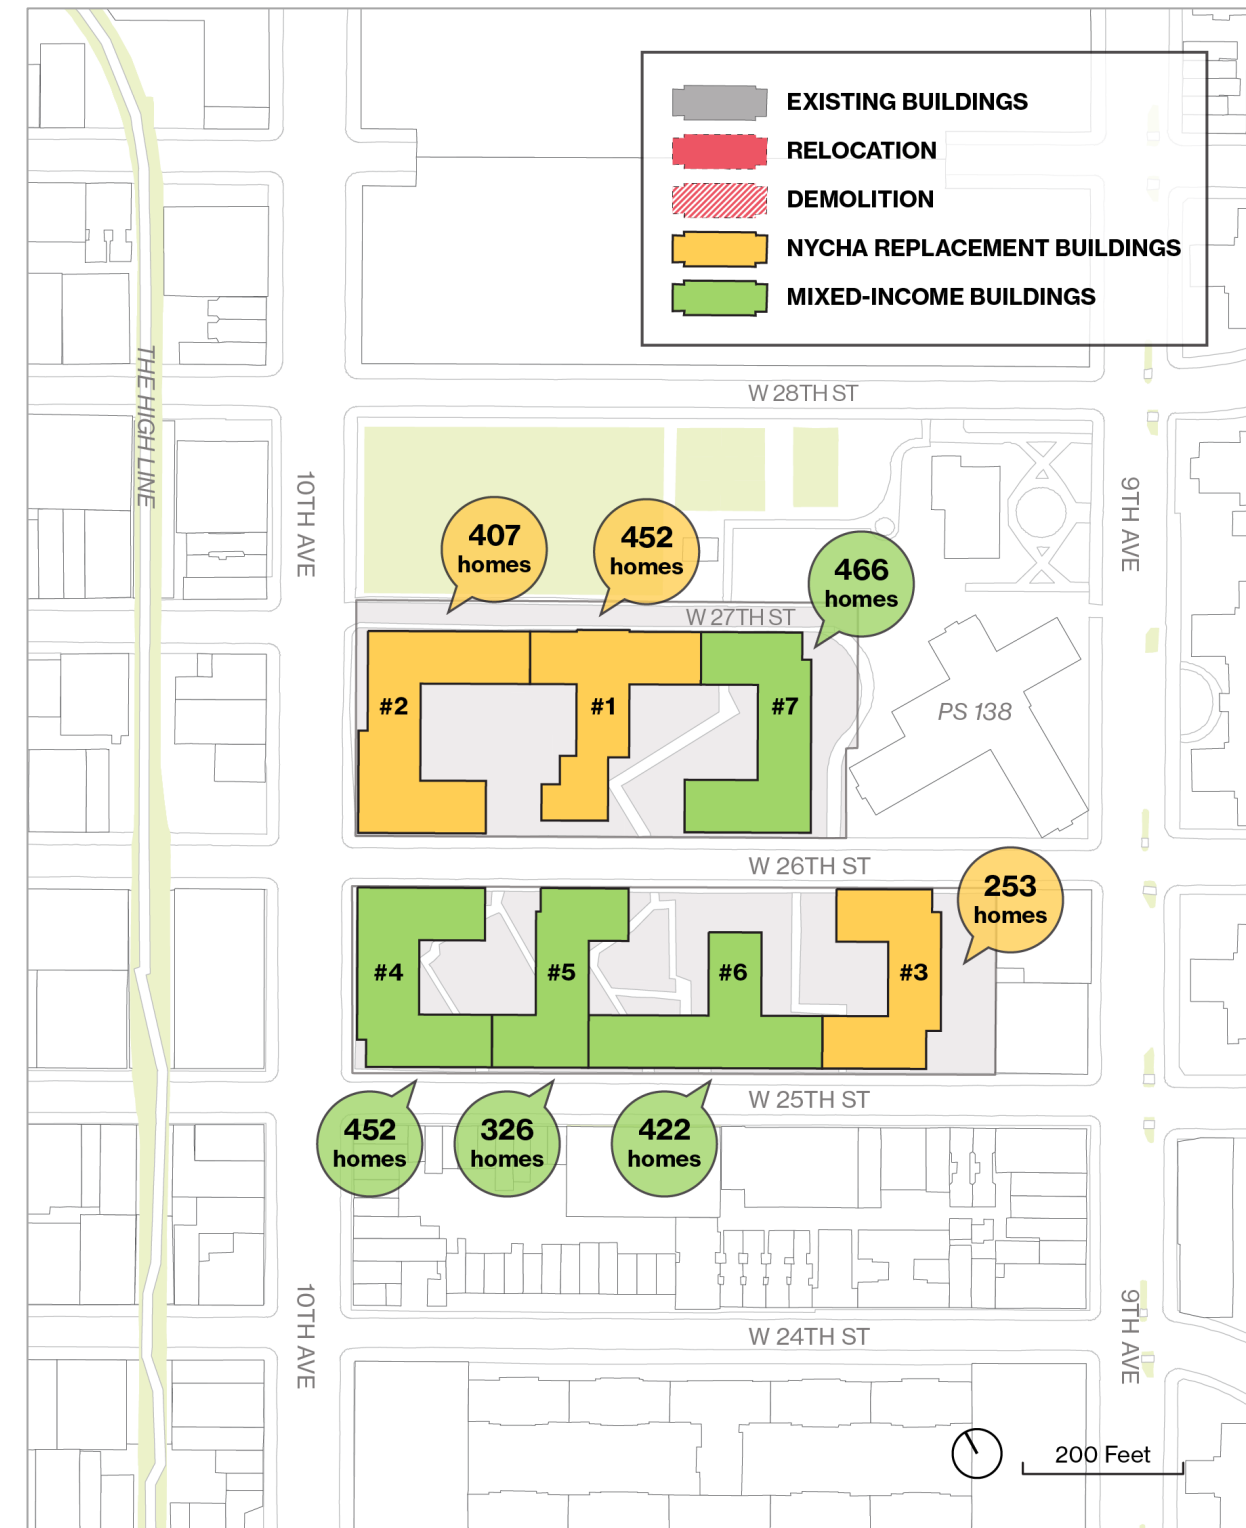 EXISTING BUILDINGS
RELOCATION
DEMOLITION
NYCHA REPLACEMENT BUILDINGS
MIXED-INCOME BUILDINGS
THE HIGH LINE
W 28TH ST
10TH AVE
9TH AVE
407
homes
452
homes
466
homes
W 27TH ST
#2
#1
#7
PS 138
W 26TH ST
253
homes
#4
#5
#6
#3
W 25TH ST
452
homes
326
homes
422
homes
10TH AVE
9TH AVE
W 24TH ST
200 Feet